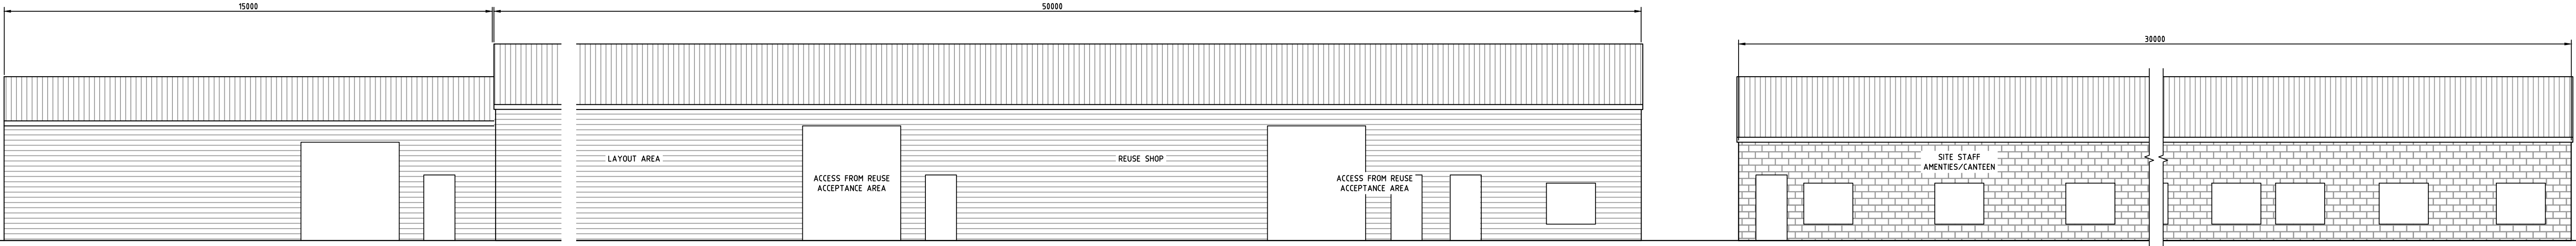 15000
50000
30000
LAYOUT AREA
REUSE SHOP
SITE STAFF
AMENTIES/CANTEEN
ACCESS FROM REUSE
ACCEPTANCE AREA
ACCESS FROM REUSE
ACCEPTANCE AREA